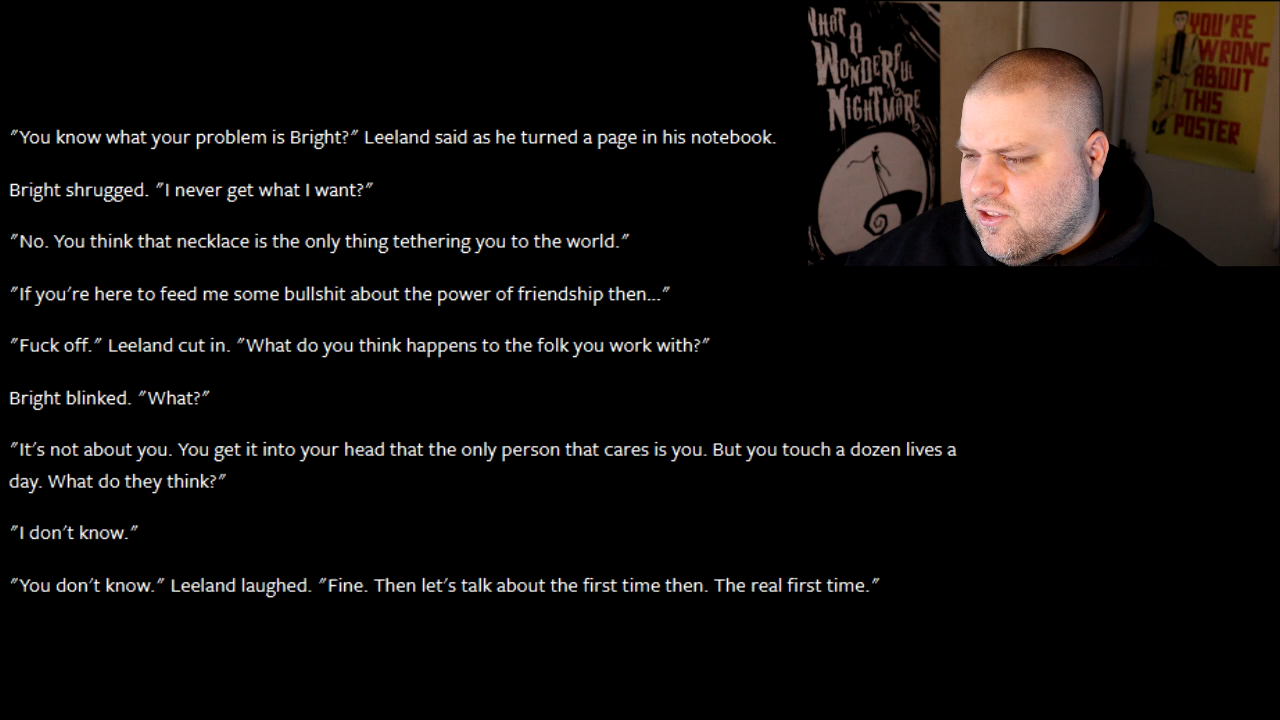 "You know what your problem is Bright?" Leeland said as he turned a page in his notebook.
Bright shrugged. "I never get what I want?"
"No. You think that necklace is the only thing tethering you to the world."
"If you're here to feed me some bullshit about the power of friendship then..."
"Fuck off." Leeland cut in. "What do you think happens to the folk you work with?"
Bright blinked. "What?"
"It's not about you. You get it into your head that the only person that cares is you. But you touch a dozen lives a
day. What do they think?"
"I don't know."
"You don't know." Leeland laughed. "Fine. Then let's talk about the first time then. The real first time."
WHAT
A
WONDERFUL
NIGHTMARE
YOU'RE
WRONG
ABOUT
THIS
POSTER